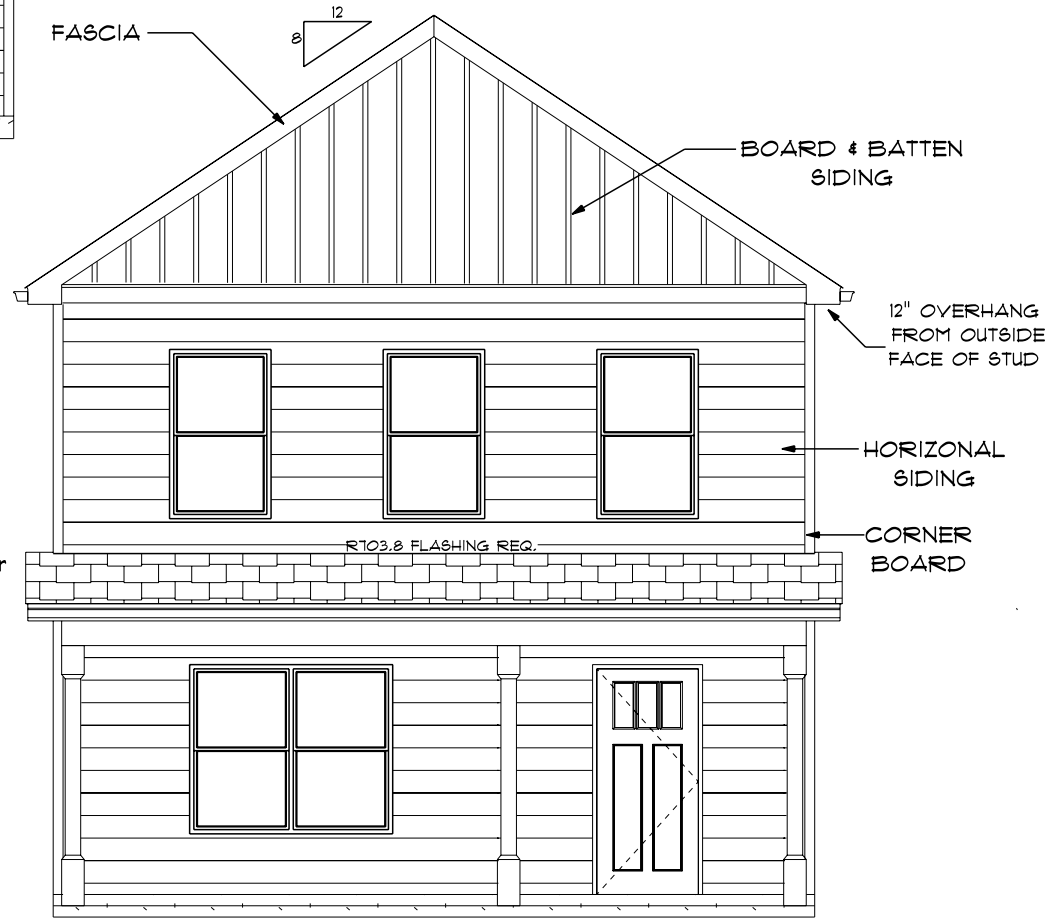 12
8
FASCIA
BOARD & BATTEN
SIDING
12" OVERHANG
FROM OUTSIDE
FACE OF STUD
HORIZONAL
SIDING
CORNER
BOARD
R703.8 FLASHING REQ.
r